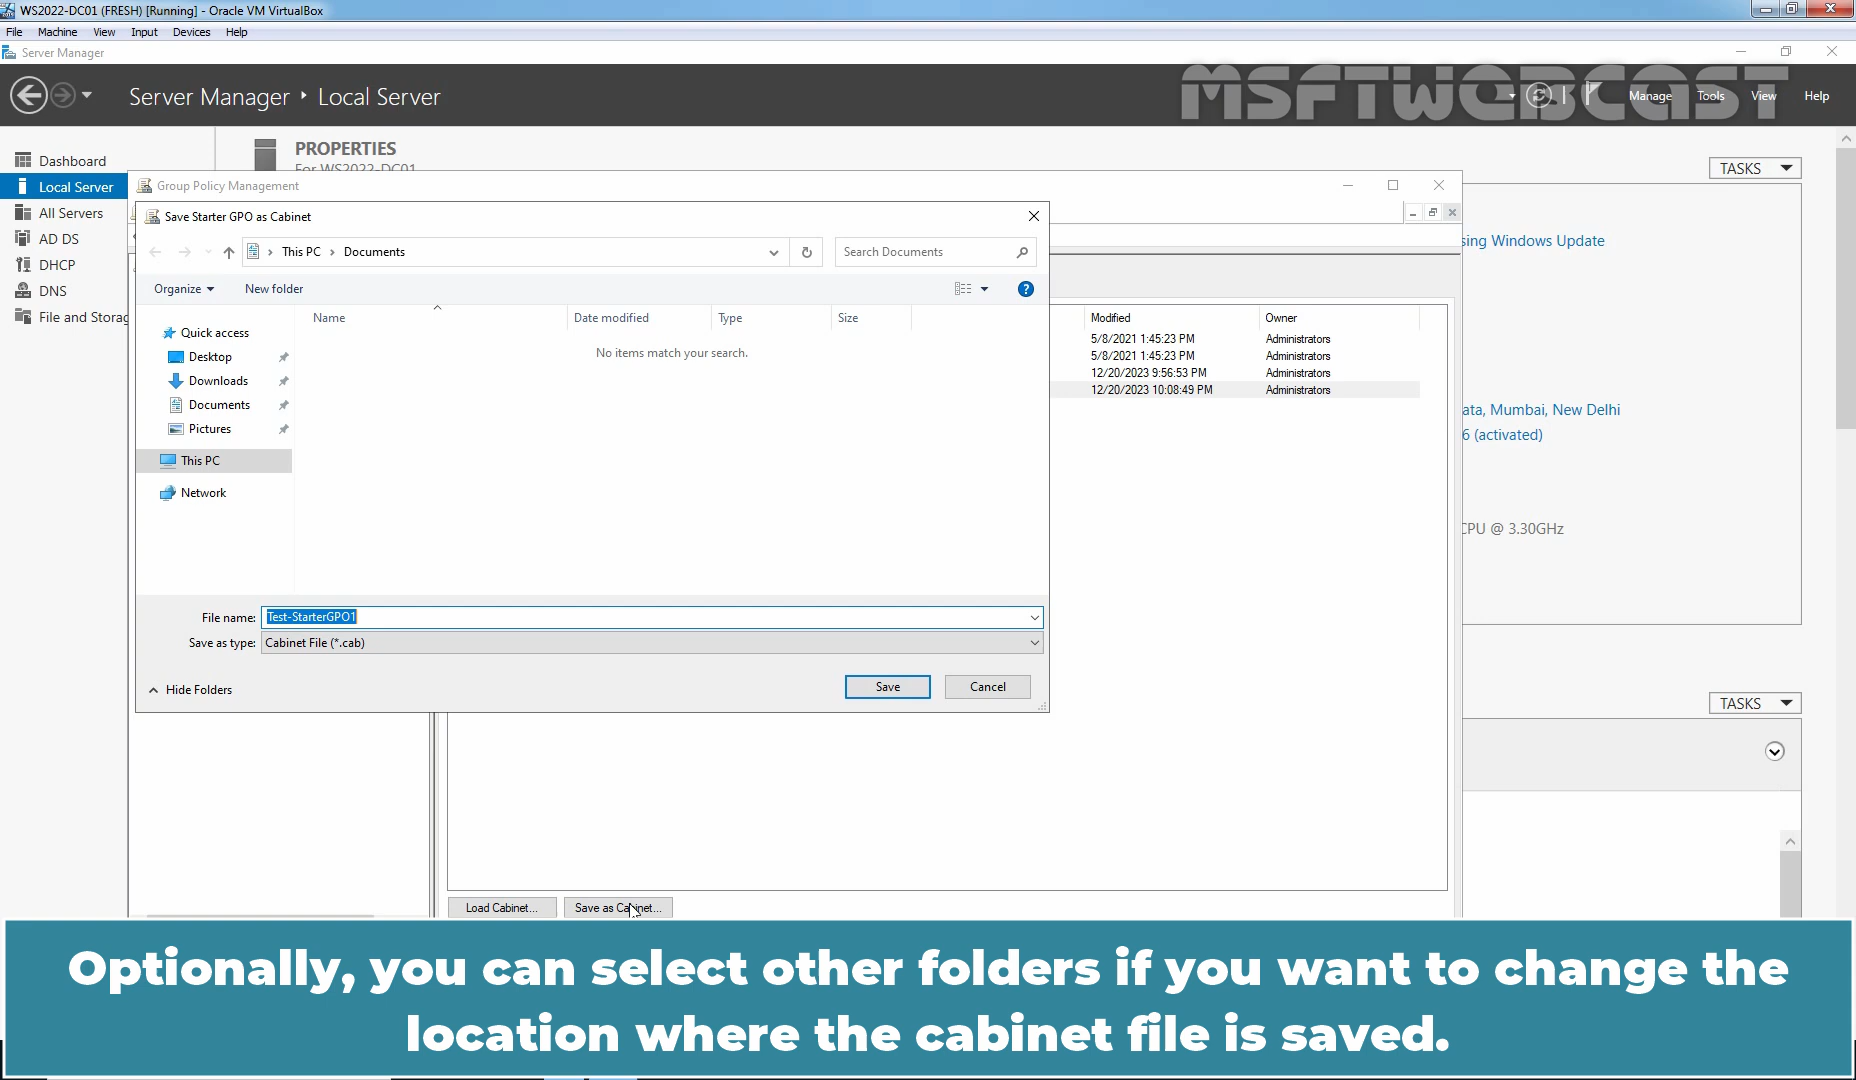 WS2022-DC01 (FRESH) [Running] - Oracle VM VirtualBox
File Machine View Input Devices Help
Server Manager
Server Manager ‣ Local Server
MSFTWEBCAST
Manage Tools View Help
Dashboard
Local Server
All Servers
AD DS
DHCP
DNS
File and Storag
PROPERTIES
For WS2022-DC01
TASKS
Group Policy Management
Save Starter GPO as Cabinet
This PC > Documents
Search Documents
Organize
New folder
Name Date modified Type Size
No items match your search.
Quick access
Desktop
Downloads
Documents
Pictures
This PC
Network
File name: Test-StarterGPO1
Save as type: Cabinet File (*.cab)
Hide Folders
Save Cancel
Modified Owner
5/8/2021 1:45:23 PM Administrators
5/8/2021 1:45:23 PM Administrators
12/20/2023 9:56:53 PM Administrators
12/20/2023 10:08:49 PM Administrators
sing Windows Update
ata, Mumbai, New Delhi
6 (activated)
CPU @ 3.30GHz
TASKS
Load Cabinet... Save as Cabinet...
Optionally, you can select other folders if you want to change the
location where the cabinet file is saved.